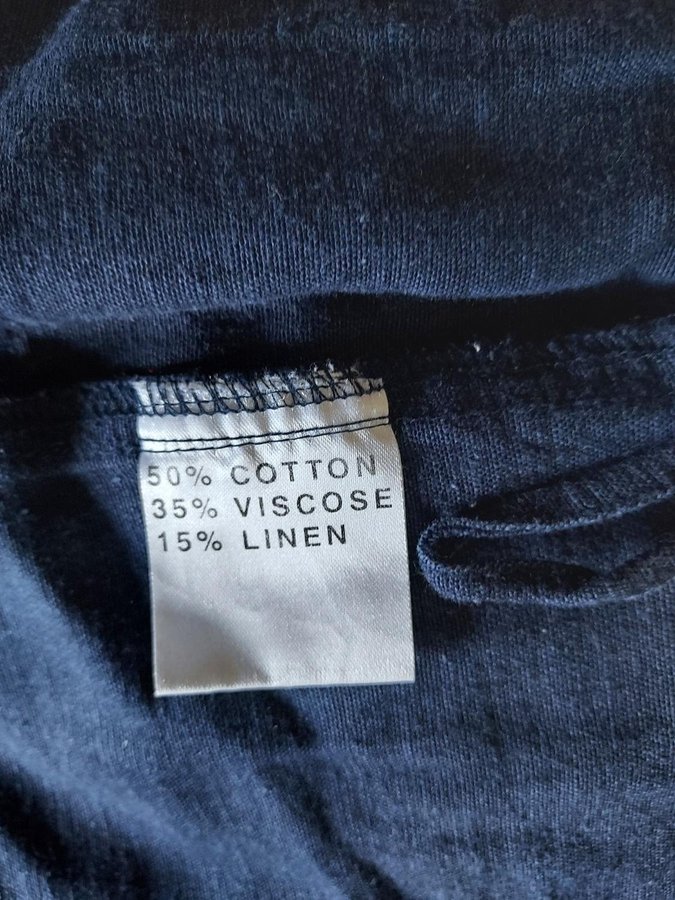 50% COTTON
35% VISCOSE
15% LINEN